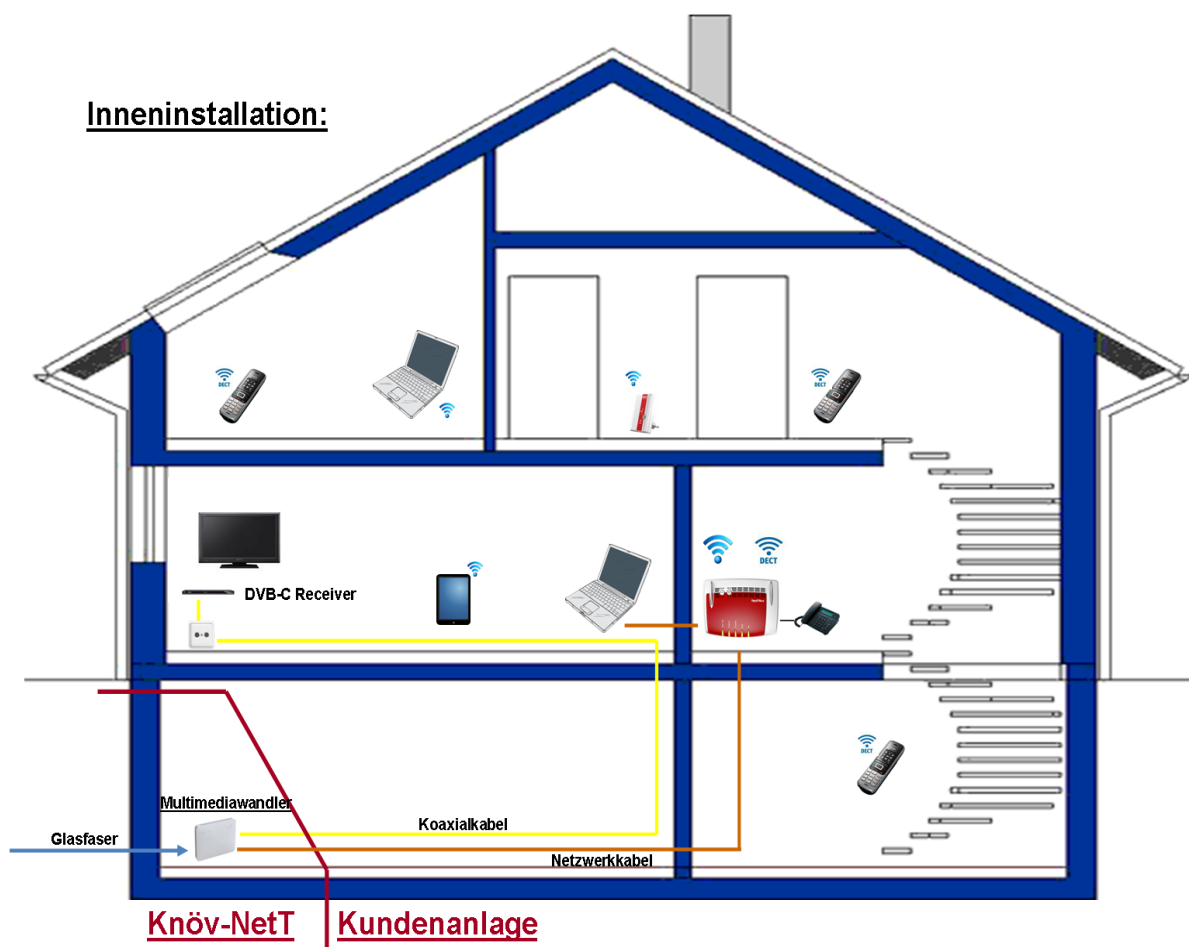 Inneninstallation:
DECT
DECT
DVB-C Receiver
DECT
DECT
Multimediawandler
Koaxialkabel
Glasfaser
Netzwerkkabel
Knöv-NetT
Kundenanlage